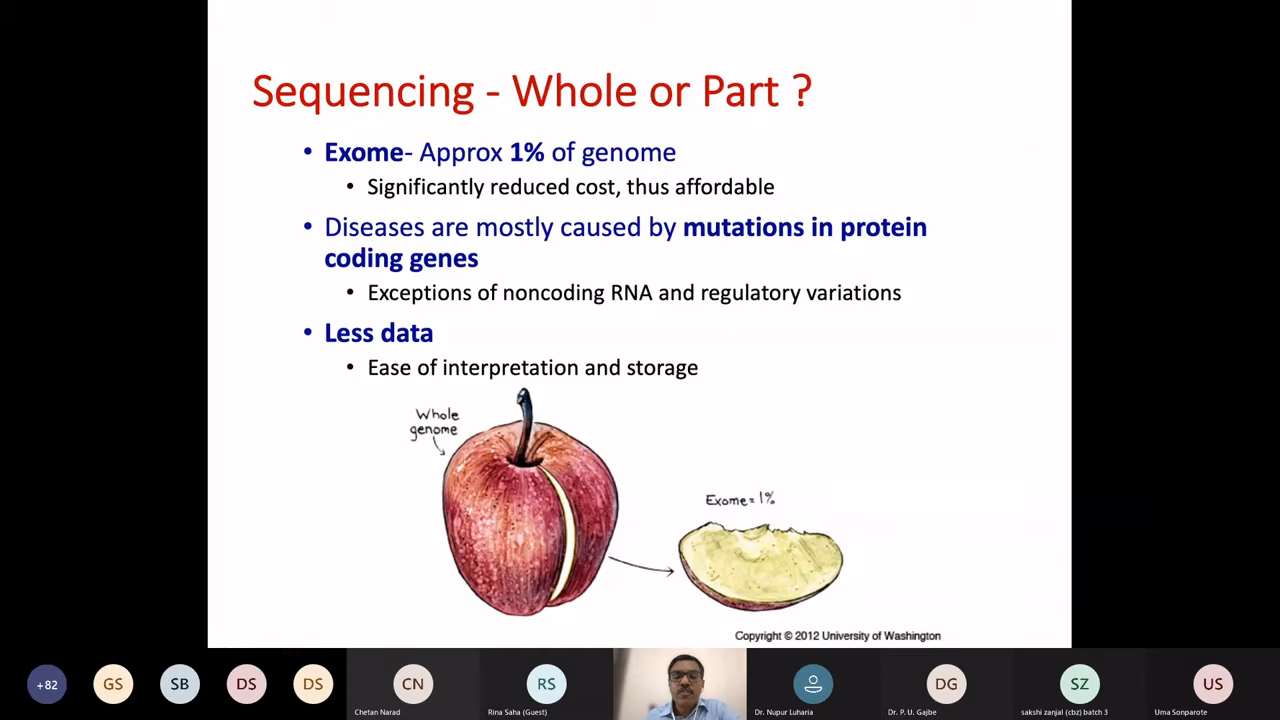 Sequencing - Whole or Part ?
• Exome- Approx 1% of genome
• Significantly reduced cost, thus affordable
• Diseases are mostly caused by mutations in protein
coding genes
• Exceptions of noncoding RNA and regulatory variations
• Less data
• Ease of interpretation and storage
Whole
genome
Exome = 1%
Copyright © 2012 University of Washington
+82
GS
SB
DS
DS
CN
RS
DG
SZ
US
Chetan Narad
Rina Saha (Guest)
Dr. Nupur Luharia
Dr. P. U. Gajbe
sakshi zanjal (cbz) batch 3
Uma Sonparote